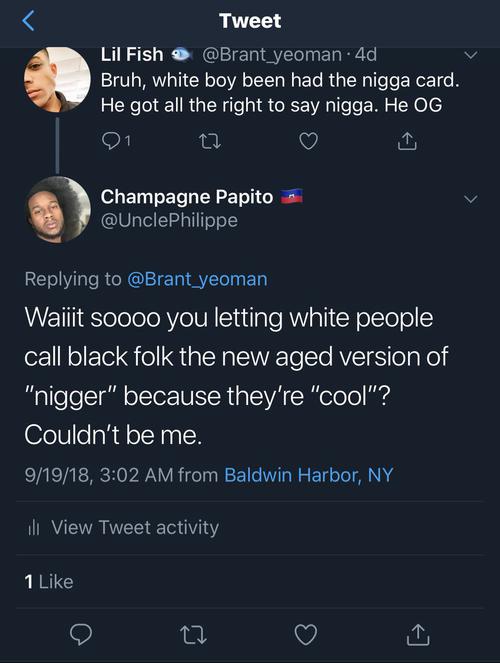 Tweet
Lil Fish 🐟 @Brant_yeoman · 4d
Bruh, white boy been had the nigga card.
He got all the right to say nigga. He OG
1
Champagne Papito 🇭🇹
@UnclePhilippe
Replying to @Brant_yeoman
Waiiit soooo you letting white people
call black folk the new aged version of
"nigger" because they're "cool"?
Couldn't be me.
9/19/18, 3:02 AM from Baldwin Harbor, NY
View Tweet activity
1 Like